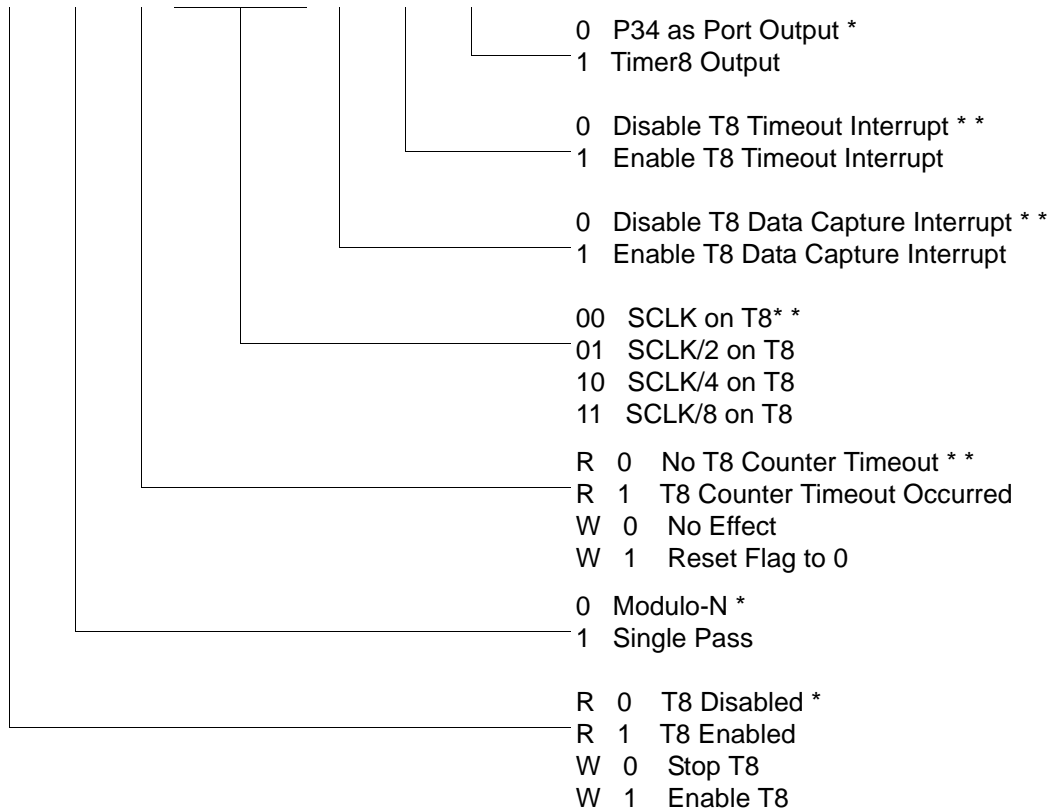 0 P34 as Port Output *
1 Timer8 Output
0 Disable T8 Timeout Interrupt * *
1 Enable T8 Timeout Interrupt
0 Disable T8 Data Capture Interrupt * *
1 Enable T8 Data Capture Interrupt
00 SCLK on T8* *
01 SCLK/2 on T8
10 SCLK/4 on T8
11 SCLK/8 on T8
R 0 No T8 Counter Timeout * *
R 1 T8 Counter Timeout Occurred
W 0 No Effect
W 1 Reset Flag to 0
0 Modulo-N *
1 Single Pass
R 0 T8 Disabled *
R 1 T8 Enabled
W 0 Stop T8
W 1 Enable T8